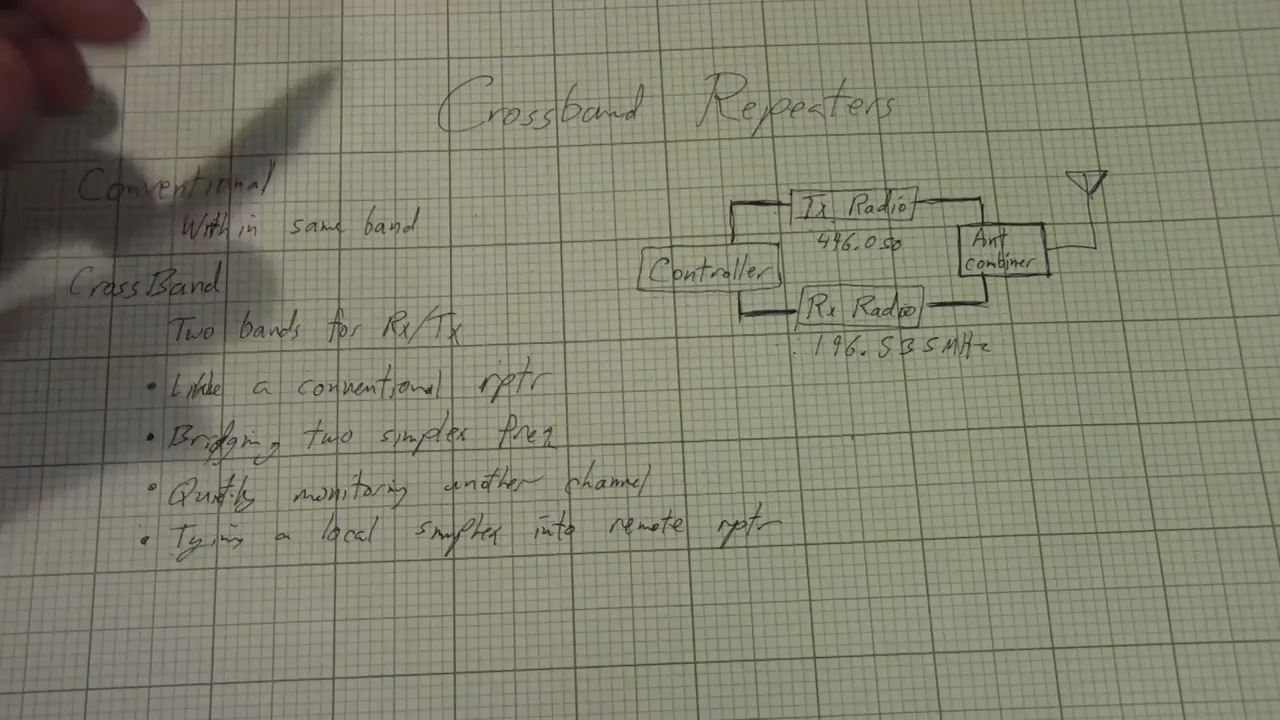 Crossband Repeaters
Conventional
Within same band
CrossBand
Two bands for Rx/Tx
• Like a conventional rptr
• Bridging two simplex freq
• Quietly monitoring another channel
• Tying a local simplex into remote rptr
Tx Radio
446.050
Controller
Ant
combiner
Rx Radio
146.535MHz